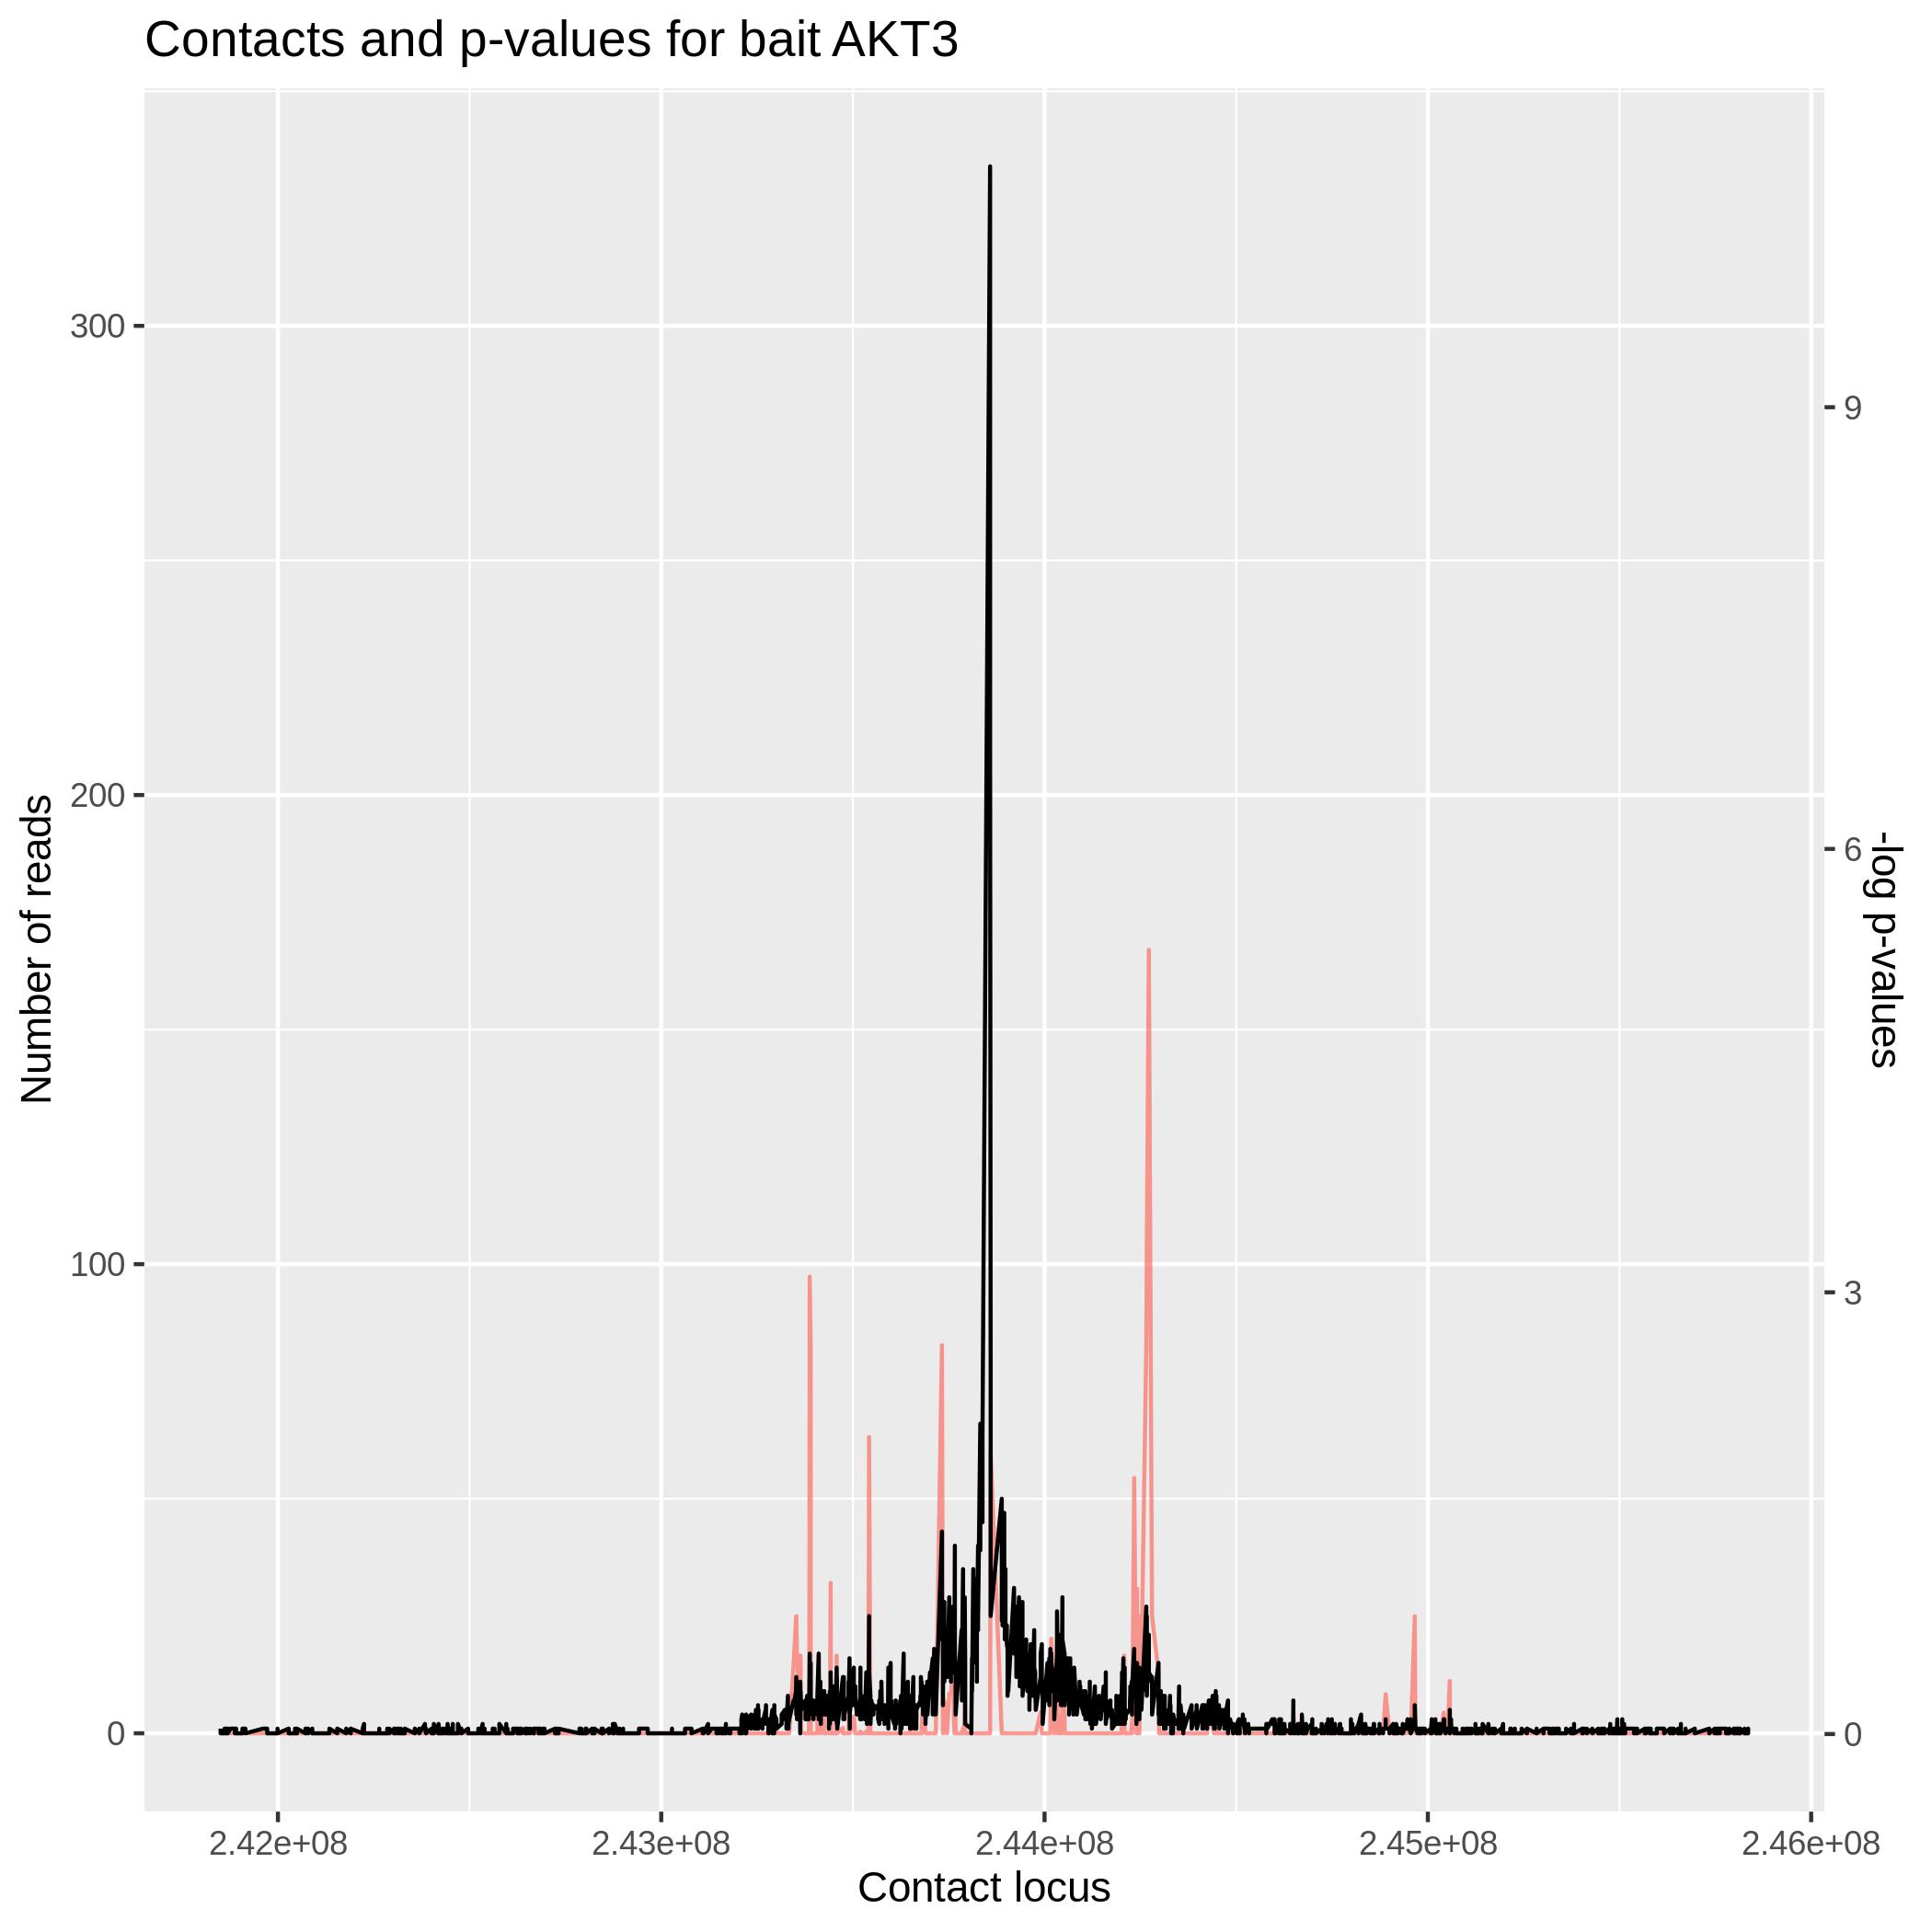 Contacts and p-values for bait AKT3
Number of reads
300
200
100
0
9
6
3
0
-log p-values
2.42e+08
2.43e+08
2.44e+08
2.45e+08
2.46e+08
Contact locus